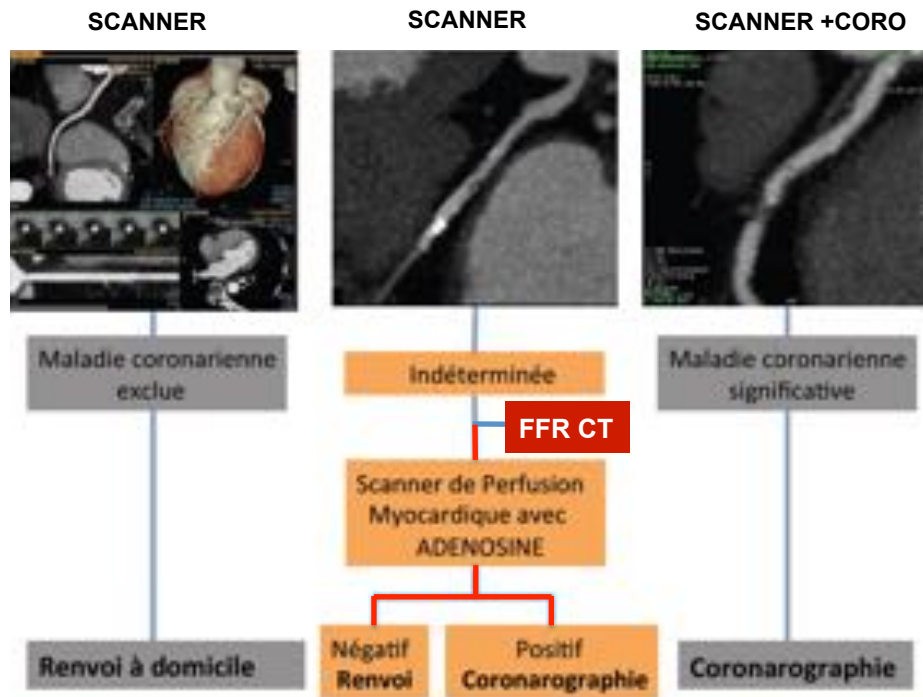 SCANNER
SCANNER
SCANNER +CORO
Maladie coronarienne
exclue
Indéterminée
Maladie coronarienne
significative
FFR CT
Scanner de Perfusion
Myocardique avec
ADENOSINE
Renvoi à domicile
Négatif
Renvoi
Positif
Coronarographie
Coronarographie